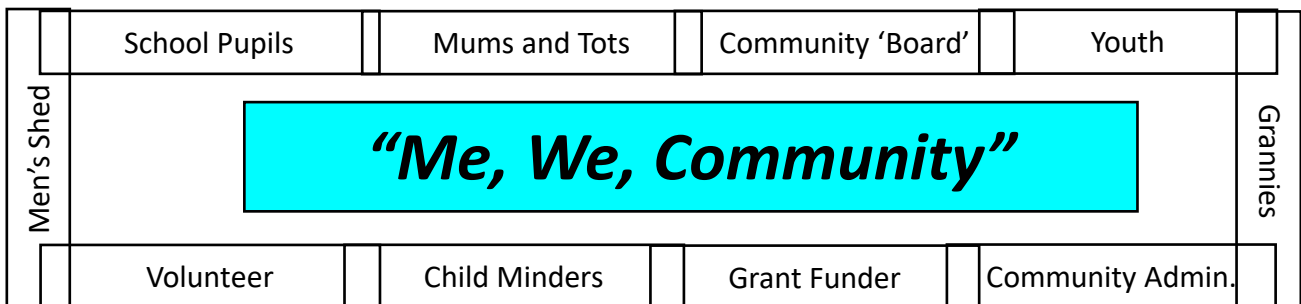 School Pupils
Mums and Tots
Community ‘Board’
Youth
Men’s Shed
“Me, We, Community”
Grannies
Volunteer
Child Minders
Grant Funder
Community Admin.